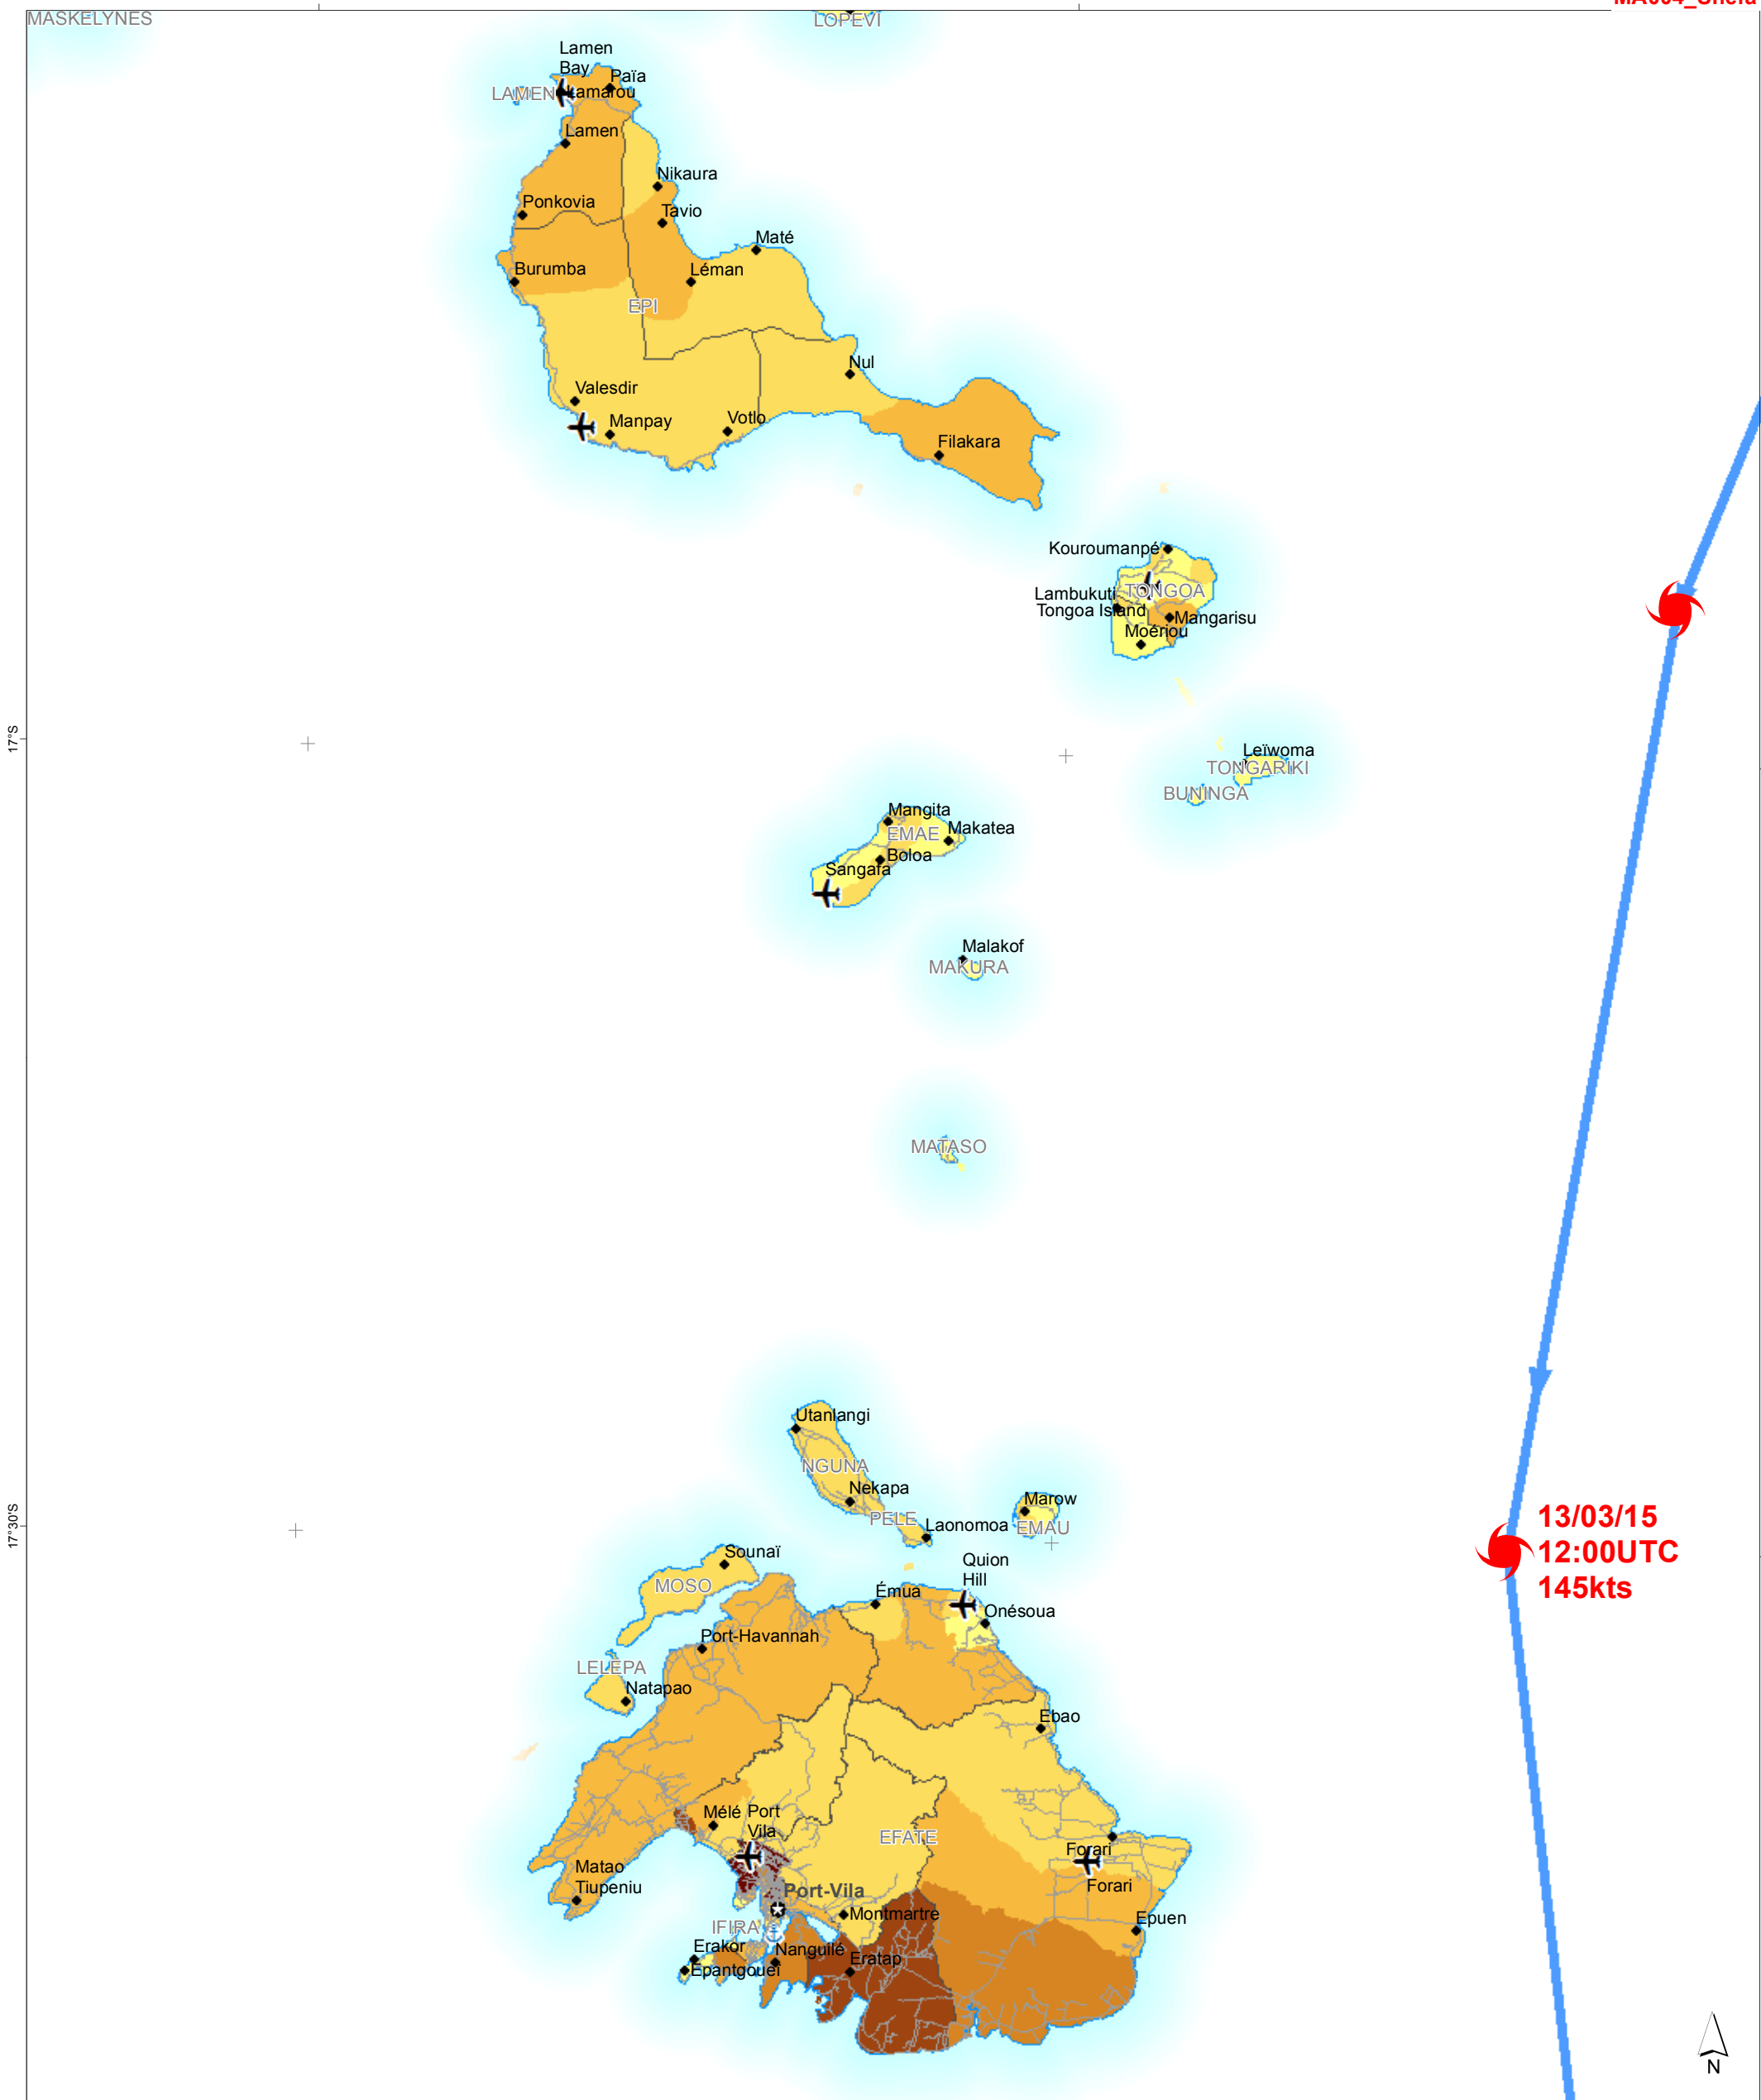 MASKELYNES
LOPEVI
Lamen
Bay
Païa
LAMEN
Lamarou
Lamen
Nikaura
Ponkovia
Tavio
Maté
Burumba
Léman
EPI
Nul
Valesdir
Manpay
Votlo
Filakara
Kouroumanpé
TONGOA
Lambukuti
Tongoa Island
Mangarisu
Moériou
17°S
Leïwoma
TONGARIKI
BUNINGA
Mangita
EMAE
Makatea
Boloa
Sangafa
Malakof
MAKURA
MATASO
Utanlangi
NGUNA
Nekapa
PELE
Laonomoa
Marow
EMAU
17°30'S
13/03/15
12:00UTC
145kts
Sounaï
MOSO
Quion
Hill
Émua
Onésoua
Port-Havannah
LELEPA
Natapao
Ebao
Mélé
Port
Vila
EFATE
Forari
Forari
Matao
Tiupeniu
Port-Vila
Montmartre
Epuen
IFIRA
Erakor
Nanguilé
Epantgoueï
Eratap
N